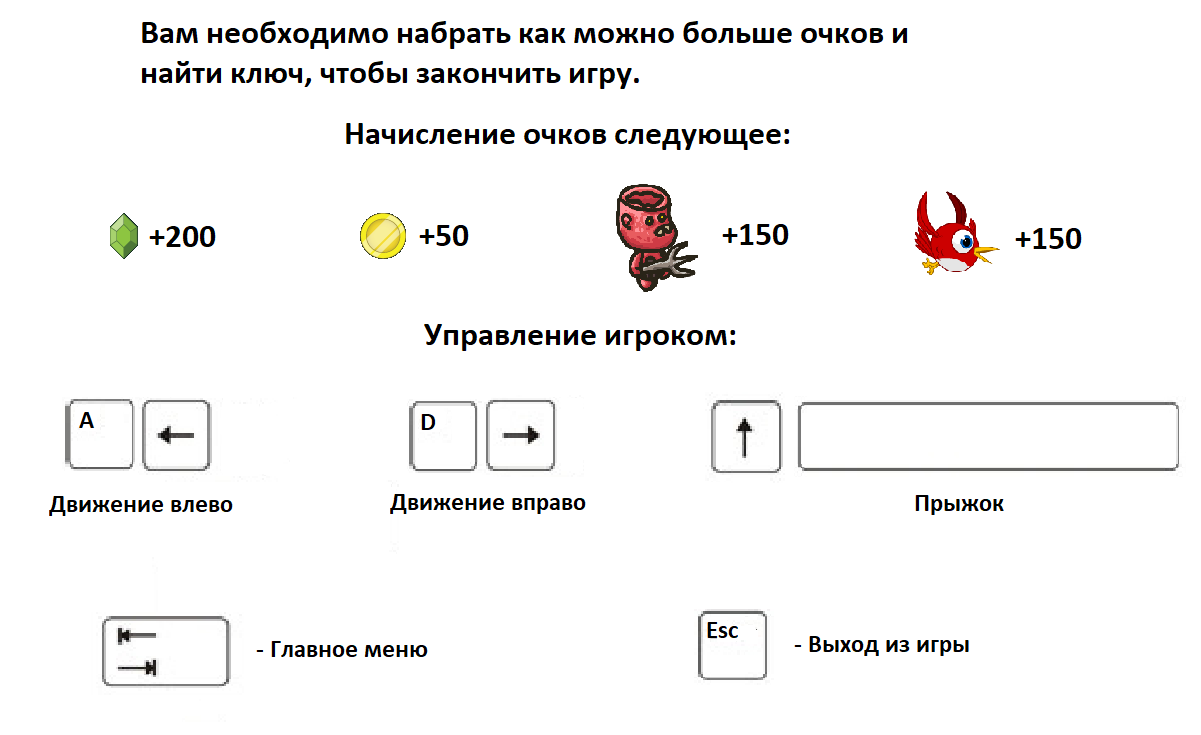 Вам необходимо набрать как можно больше очков и
найти ключ, чтобы закончить игру.
Начисление очков следующее:
+200
+50
+150
+150
Управление игроком:
A
D
Движение влево
Движение вправо
Прыжок
- Главное меню
Esc
- Выход из игры